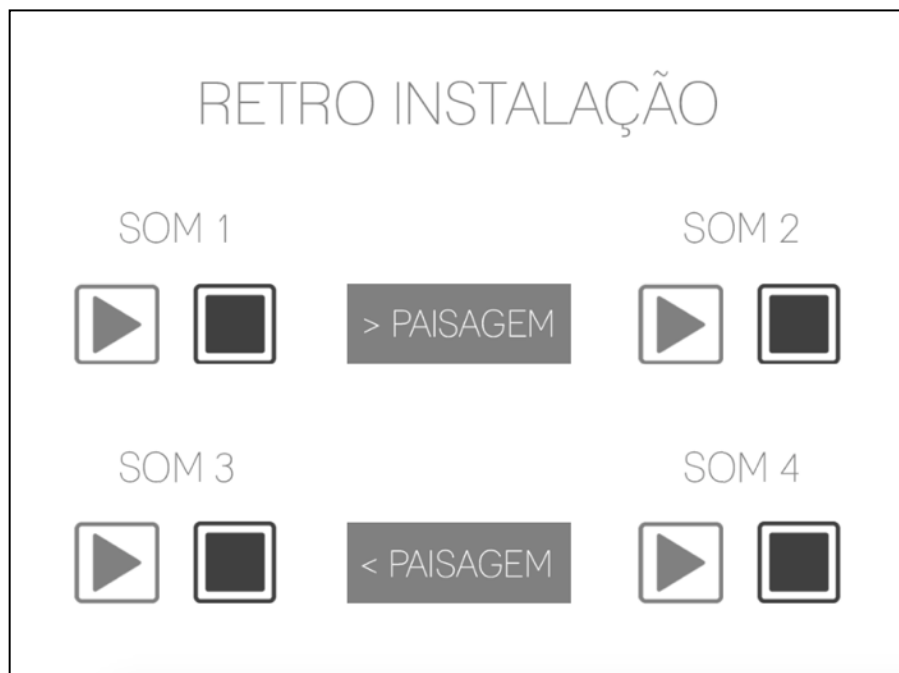 RETRO INSTALAÇÃO
SOM 1
SOM 2
> PAISAGEM
SOM 3
SOM 4
< PAISAGEM